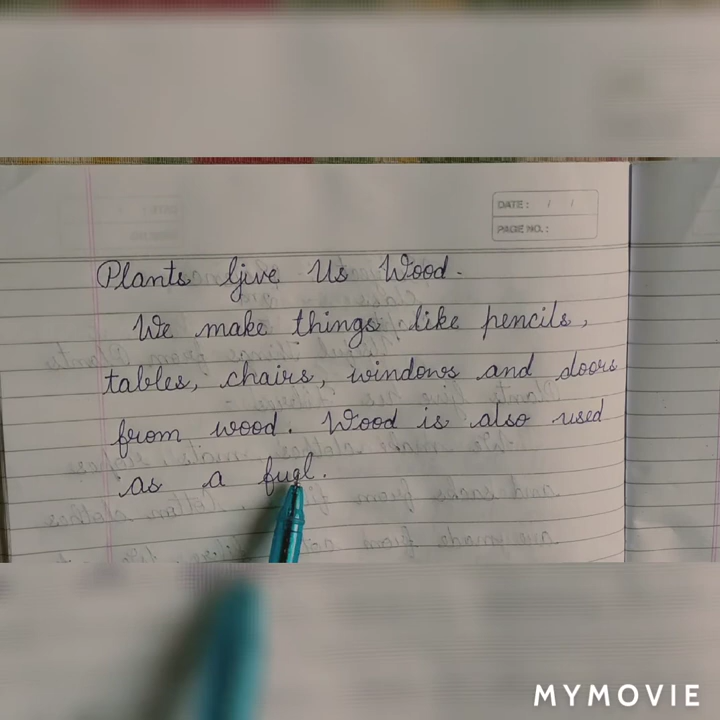 DATE: / /
PAGE NO.:
Plants Give Us Wood.
We make things like pencils,
tables, chairs, windows and doors
from wood. Wood is also used
as a fuel.
MYMOVIE